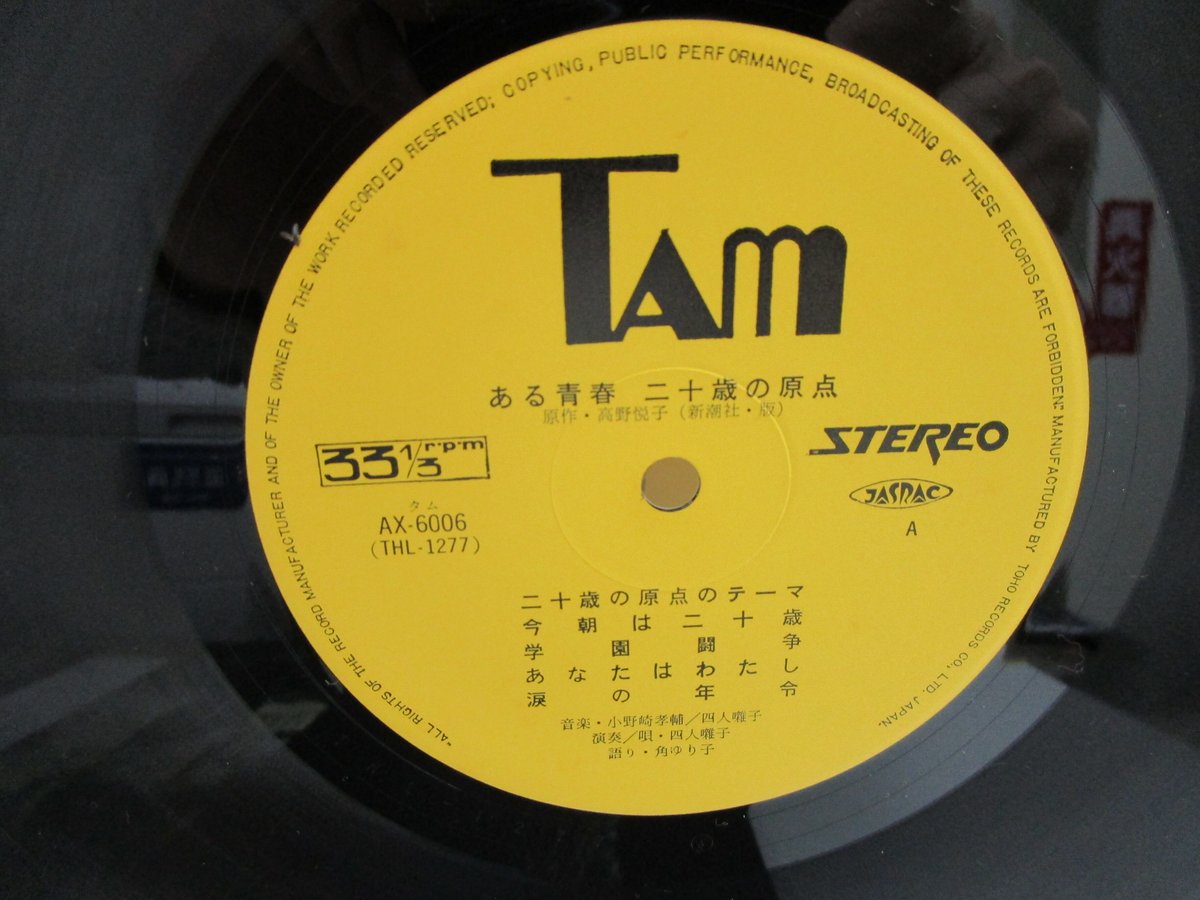 "ALL RIGHTS OF THE RECORD MANUFACTURER AND OF THE OWNER OF THE WORK RECORDED RESERVED; COPYING, PUBLIC PERFORMANCE, BROADCASTING OF THESE RECORDS ARE FORBIDDEN." MANUFACTURED BY TOHO RECORDS CO., LTD. JAPAN.
TAM
ある青春 二十歳の原点
原作・高野悦子(新潮社・版)
33 1/3 r・p・m
STEREO
タム
AX-6006
(THL-1277)
JASRAC
A
二十歳の原点のテーマ
今朝は二十歳
学園闘争
あなたはわたし
涙の年令
音楽・小野崎孝輔/四人囃子
演奏/唄・四人囃子
語り・角ゆり子